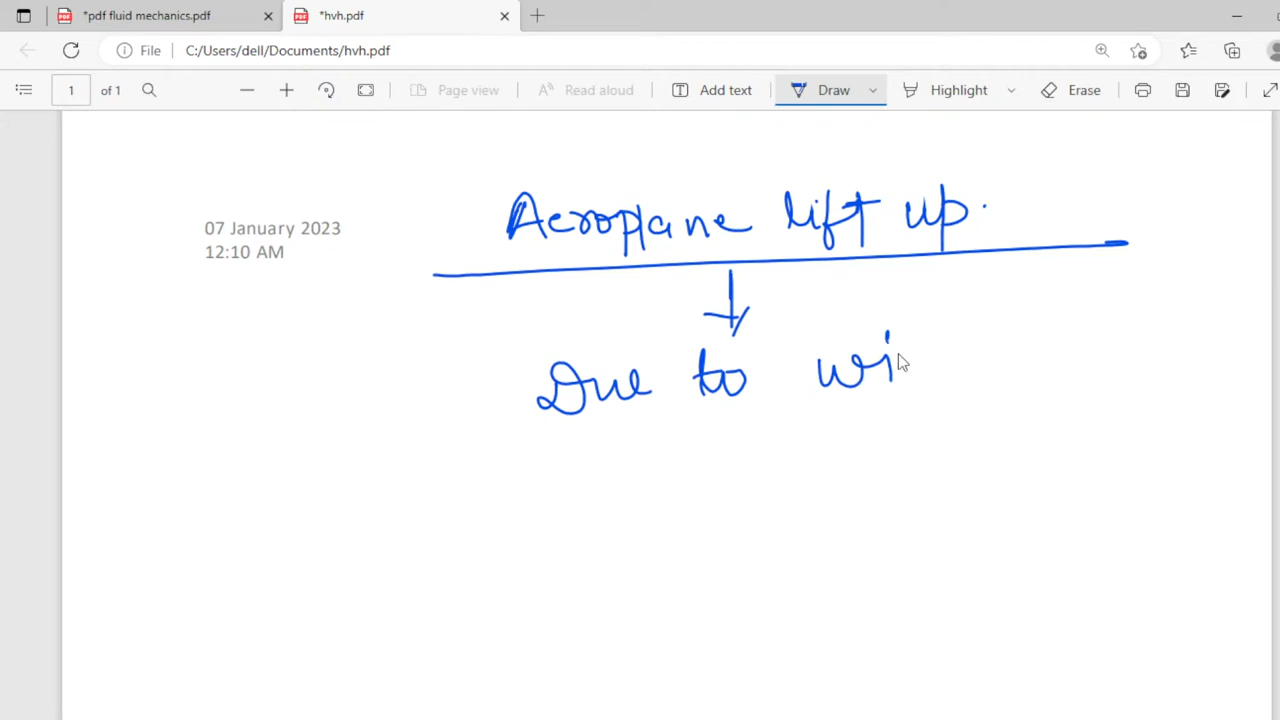 *pdf fluid mechanics.pdf
*hvh.pdf
File C:/Users/dell/Documents/hvh.pdf
1 of 1 Page view Read aloud Add text Draw Highlight Erase
07 January 2023
12:10 AM
Aeroplane lift up.
Due to wi